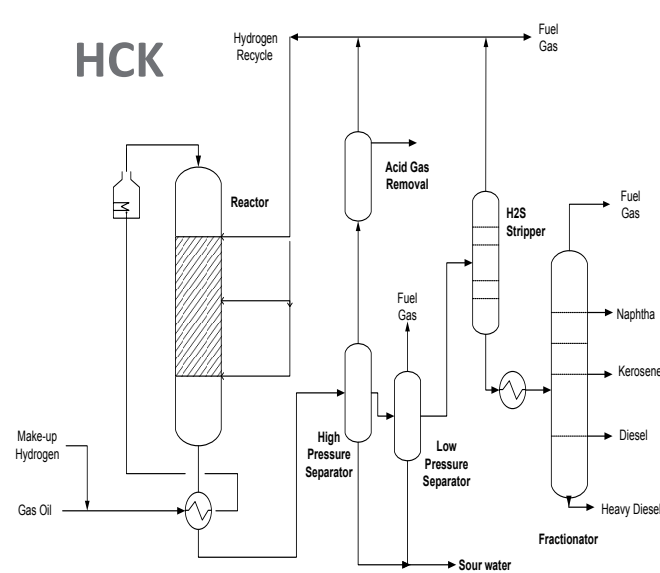 HCK
Hydrogen
Recycle
Fuel
Gas
Reactor
Acid Gas
Removal
H2S
Stripper
Fuel
Gas
Fuel
Gas
Naphtha
Kerosene
Diesel
Heavy Diesel
Fractionator
High
Pressure
Separator
Low
Pressure
Separator
Make-up
Hydrogen
Gas Oil
Sour water